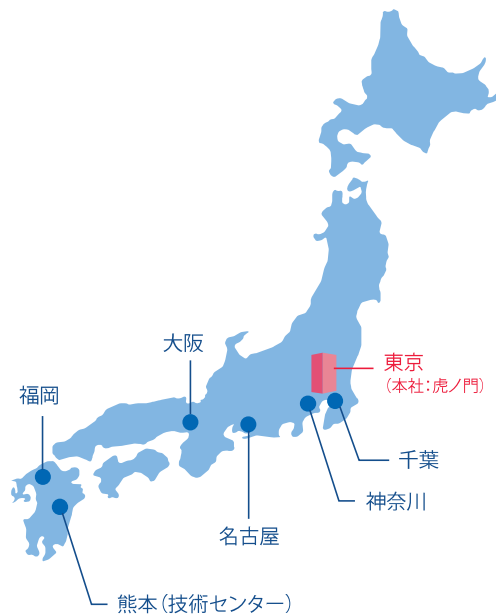 大阪
東京
(本社:虎ノ門)
福岡
千葉
神奈川
名古屋
熊本(技術センター)